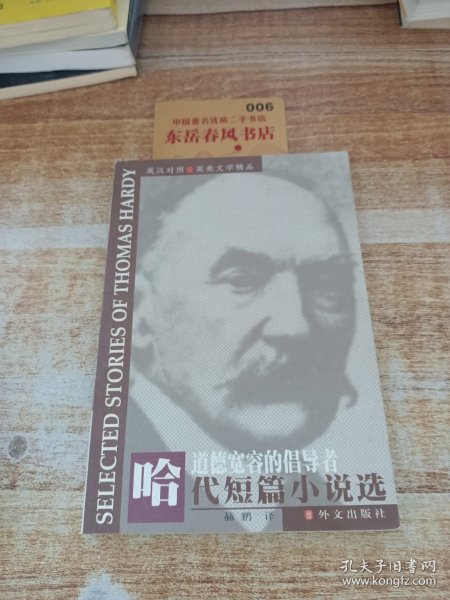 006
中国著名优质二手书店
东岳春风书店
英汉对照 英美文学精品
SELECTED STORIES OF THOMAS HARDY
道德宽容的倡导者
哈代短篇小说选
赫鹏 译
外文出版社
孔夫子旧书网
www.kongfz.com